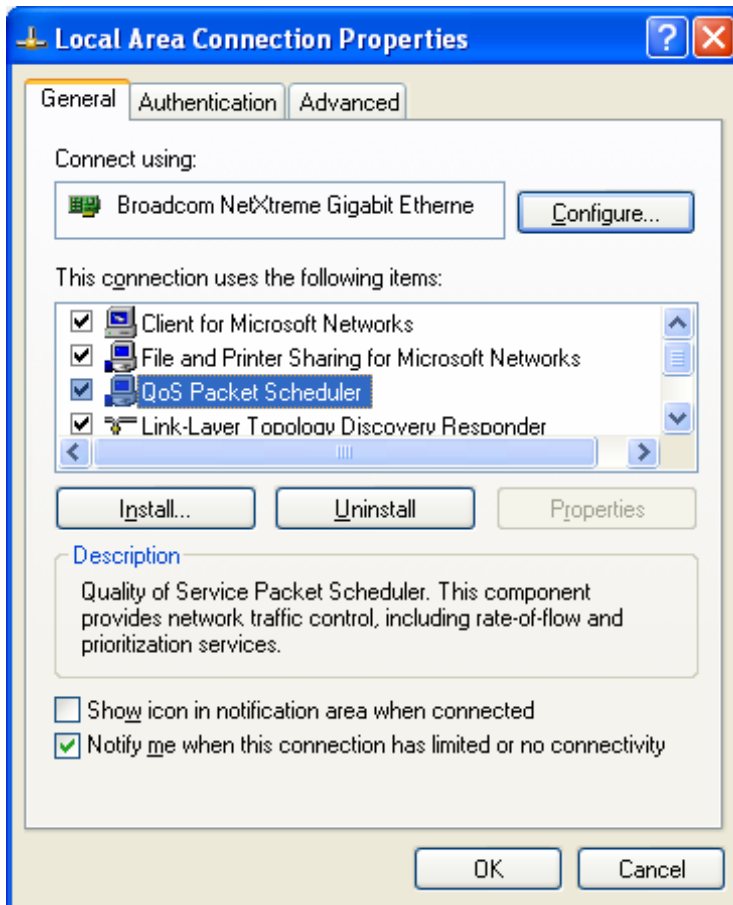 Local Area Connection Properties
General
Authentication
Advanced
Connect using:
Broadcom NetXtreme Gigabit Etherne
Configure...
This connection uses the following items:
Client for Microsoft Networks
File and Printer Sharing for Microsoft Networks
QoS Packet Scheduler
Link-Layer Topology Discovery Responder
Install...
Uninstall
Properties
Description
Quality of Service Packet Scheduler. This component
provides network traffic control, including rate-of-flow and
prioritization services.
Show icon in notification area when connected
Notify me when this connection has limited or no connectivity
OK
Cancel